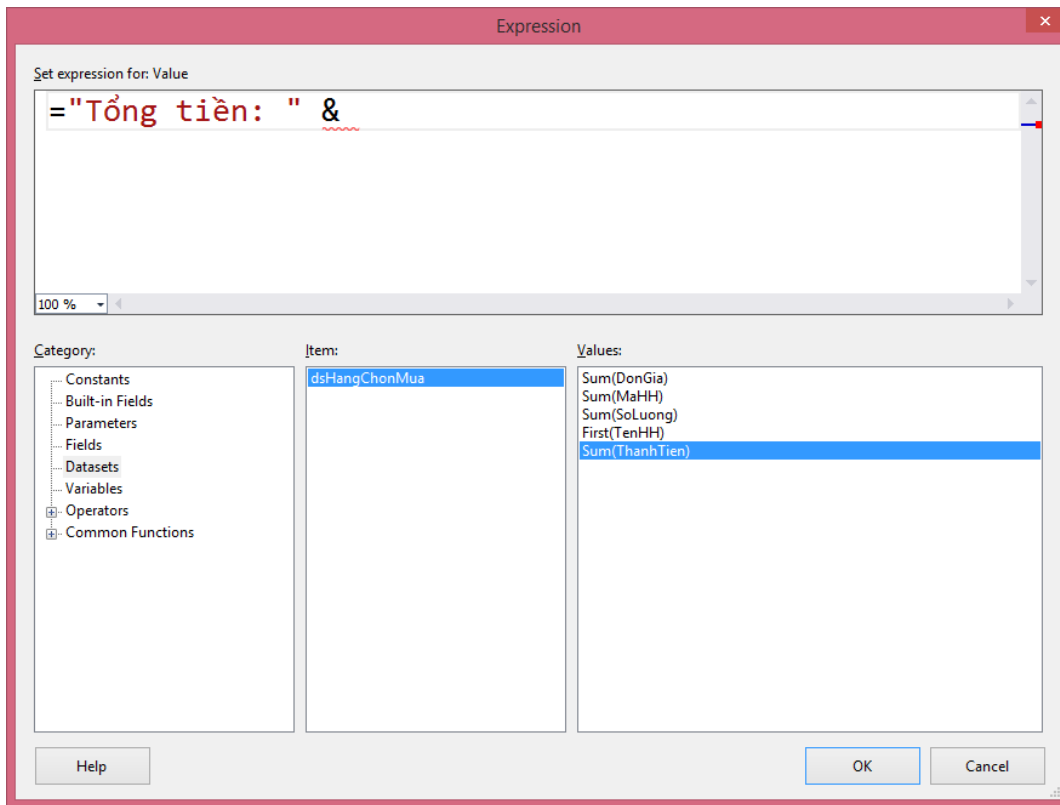 Expression
Set expression for: Value
="Tổng tiền: " &
100 %
Category:
Constants
Built-in Fields
Parameters
Fields
Datasets
Variables
Operators
Common Functions
Item:
dsHangChonMua
Values:
Sum(DonGia)
Sum(MaHH)
Sum(SoLuong)
First(TenHH)
Sum(ThanhTien)
Help
OK
Cancel